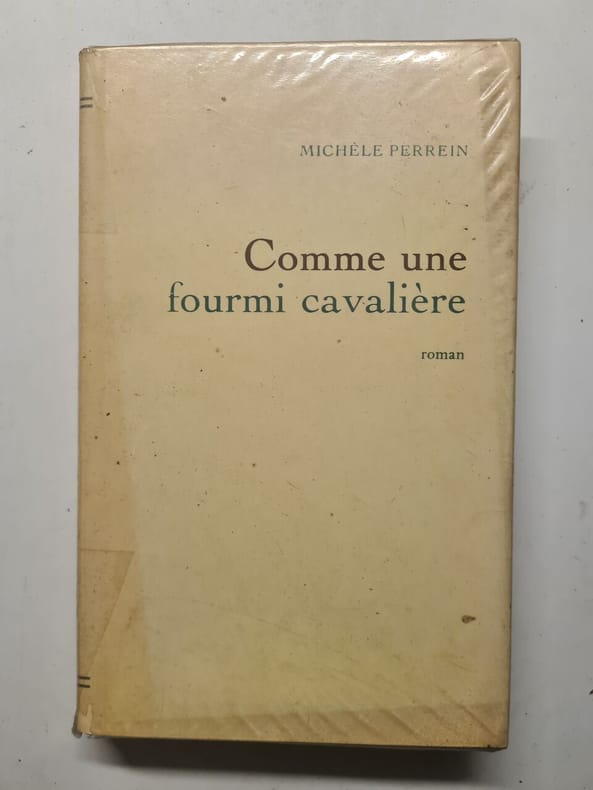 MICHÈLE PERREIN
Comme une
fourmi cavalière
roman